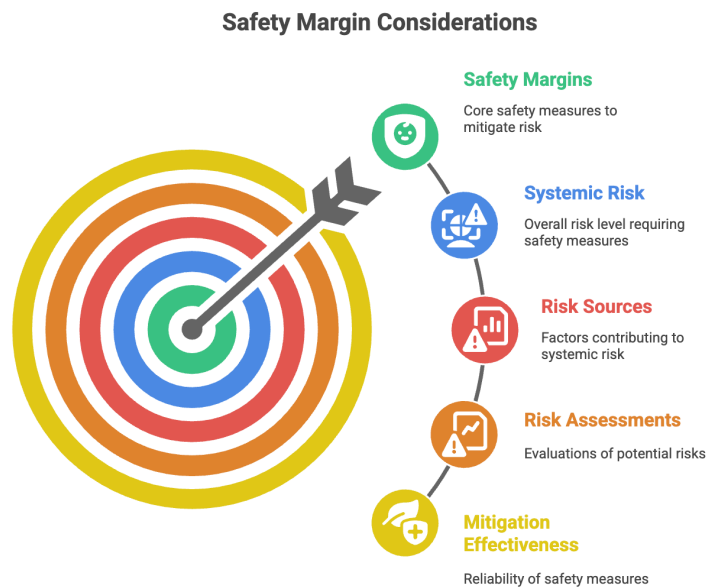 Safety Margin Considerations
Safety Margins
Core safety measures to
mitigate risk
Systemic Risk
Overall risk level requiring
safety measures
Risk Sources
Factors contributing to
systemic risk
Risk Assessments
Evaluations of potential risks
Mitigation
Effectiveness
Reliability of safety measures